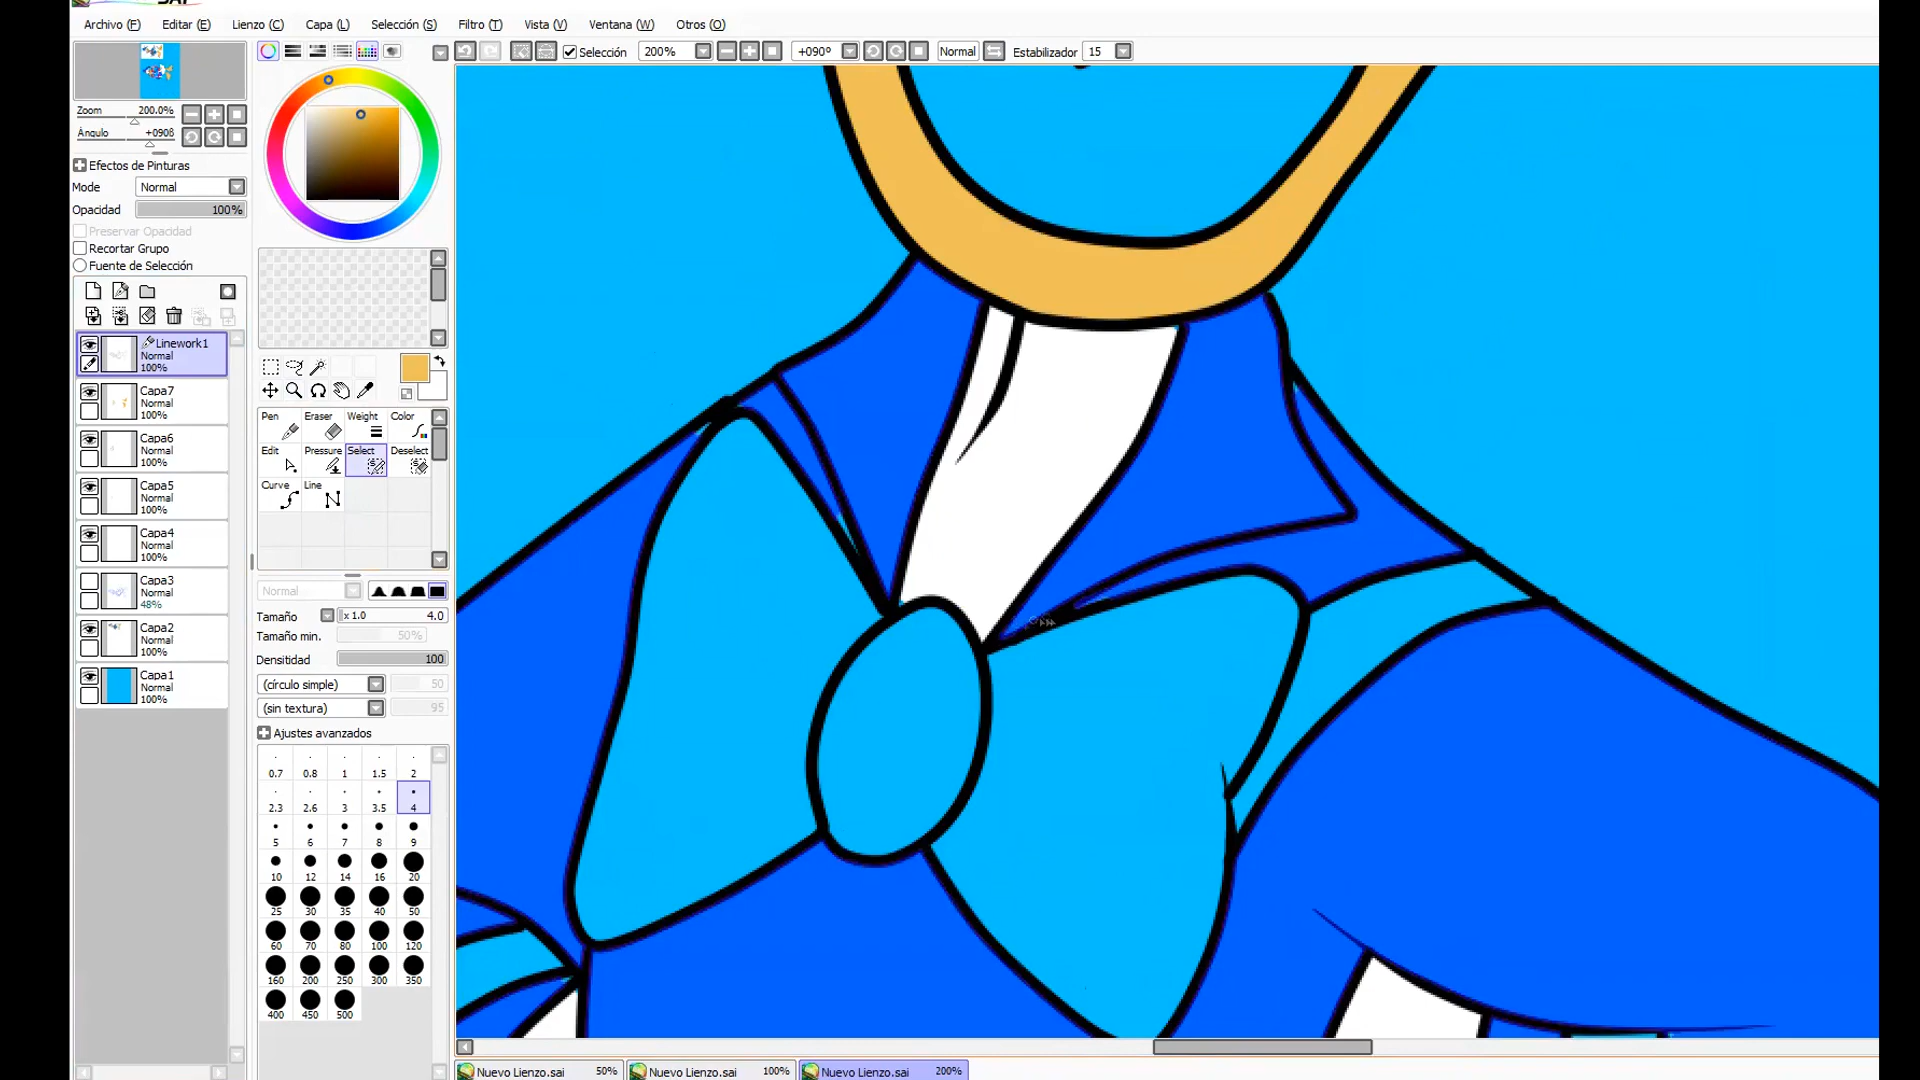 SAI
Archivo (F) Editar (E) Lienzo (C) Capa (L) Selección (S) Filtro (T) Vista (V) Ventana (W) Otros (O)
Selección 200% +090º Normal Estabilizador 15
Zoom 200.0%
Ángulo +090ß
Efectos de Pinturas
Mode Normal
Opacidad 100%
Preservar Opacidad
Recortar Grupo
Fuente de Selección
Linework1
Normal
100%
Capa7
Normal
100%
Capa6
Normal
100%
Capa5
Normal
100%
Capa4
Normal
100%
Capa3
Normal
48%
Capa2
Normal
100%
Capa1
Normal
100%
Pen Eraser Weight Color
Edit Pressure Select Deselect
Curve Line
Normal
Tamaño x 1.0 4.0
Tamaño min. 50%
Densitidad 100
(círculo simple) 50
(sin textura) 95
Ajustes avanzados
0.7 0.8 1 1.5 2
2.3 2.6 3 3.5 4
5 6 7 8 9
10 12 14 16 20
25 30 35 40 50
60 70 80 100 120
160 200 250 300 350
400 450 500
Nuevo Lienzo.sai 50% Nuevo Lienzo.sai 100% Nuevo Lienzo.sai 200%